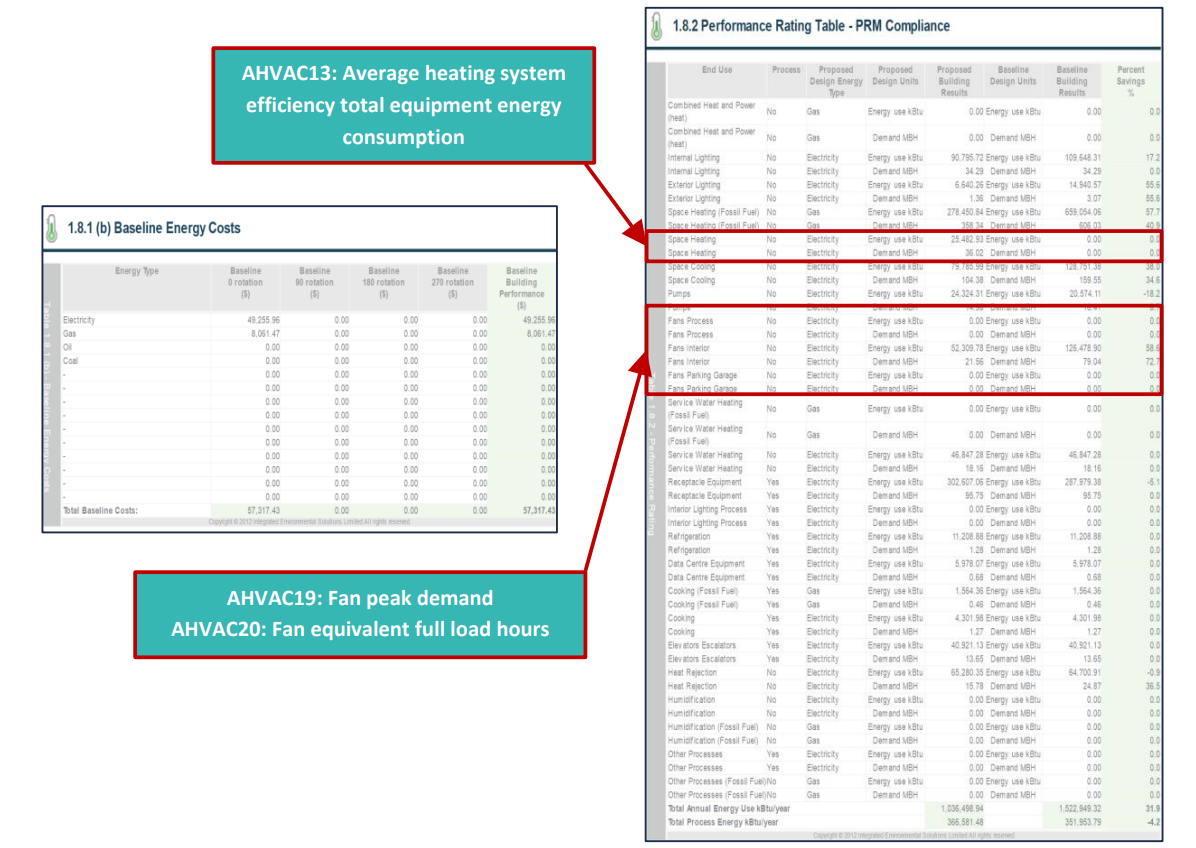 AHVAC13: Average heating system
efficiency total equipment energy
consumption
1.8.1 (b) Baseline Energy Costs
Energy Type Baseline 0 rotation ($) Baseline 90 rotation ($) Baseline 180 rotation ($) Baseline 270 rotation ($) Baseline Building Performance ($)
Table 1.8.1 (b) - Baseline Energy Costs
Electricity 49,255.96 0.00 0.00 0.00 49,255.96
Gas 8,061.47 0.00 0.00 0.00 8,061.47
Oil 0.00 0.00 0.00 0.00 0.00
Coal 0.00 0.00 0.00 0.00 0.00
- 0.00 0.00 0.00 0.00 0.00
- 0.00 0.00 0.00 0.00 0.00
- 0.00 0.00 0.00 0.00 0.00
- 0.00 0.00 0.00 0.00 0.00
- 0.00 0.00 0.00 0.00 0.00
- 0.00 0.00 0.00 0.00 0.00
- 0.00 0.00 0.00 0.00 0.00
- 0.00 0.00 0.00 0.00 0.00
- 0.00 0.00 0.00 0.00 0.00
- 0.00 0.00 0.00 0.00 0.00
Total Baseline Costs: 57,317.43 0.00 0.00 0.00 57,317.43
Copyright © 2012 Integrated Environmental Solutions Limited All rights reserved
AHVAC19: Fan peak demand
AHVAC20: Fan equivalent full load hours
1.8.2 Performance Rating Table - PRM Compliance
End Use Process Proposed Design Energy Type Proposed Design Units Proposed Building Results Baseline Design Units Baseline Building Results Percent Savings %
Table 1.8.2 - Performance Rating
Combined Heat and Power (heat) No Gas Energy use kBtu 0.00 Energy use kBtu 0.00 0.0
Combined Heat and Power (heat) No Gas Demand MBH 0.00 Demand MBH 0.00 0.0
Internal Lighting No Electricity Energy use kBtu 90,795.72 Energy use kBtu 109,648.31 17.2
Internal Lighting No Electricity Demand MBH 34.29 Demand MBH 34.29 0.0
Exterior Lighting No Electricity Energy use kBtu 6,640.26 Energy use kBtu 14,940.57 55.6
Exterior Lighting No Electricity Demand MBH 1.36 Demand MBH 3.07 55.6
Space Heating (Fossil Fuel) No Gas Energy use kBtu 278,450.84 Energy use kBtu 659,054.06 57.7
Space Heating (Fossil Fuel) No Gas Demand MBH 358.34 Demand MBH 606.03 40.9
Space Heating No Electricity Energy use kBtu 25,482.93 Energy use kBtu 0.00 0.0
Space Heating No Electricity Demand MBH 36.02 Demand MBH 0.00 0.0
Space Cooling No Electricity Energy use kBtu 79,785.99 Energy use kBtu 128,751.38 38.0
Space Cooling No Electricity Demand MBH 104.38 Demand MBH 159.55 34.6
Pumps No Electricity Energy use kBtu 24,324.31 Energy use kBtu 20,574.11 -18.2
Pumps No Electricity Demand MBH Demand MBH
Fans Process No Electricity Energy use kBtu 0.00 Energy use kBtu 0.00 0.0
Fans Process No Electricity Demand MBH 0.00 Demand MBH 0.00 0.0
Fans Interior No Electricity Energy use kBtu 52,309.78 Energy use kBtu 126,478.90 58.6
Fans Interior No Electricity Demand MBH 21.56 Demand MBH 79.04 72.7
Fans Parking Garage No Electricity Energy use kBtu 0.00 Energy use kBtu 0.00 0.0
Fans Parking Garage No Electricity Demand MBH 0.00 Demand MBH 0.00 0.0
Service Water Heating (Fossil Fuel) No Gas Energy use kBtu 0.00 Energy use kBtu 0.00 0.0
Service Water Heating (Fossil Fuel) No Gas Demand MBH 0.00 Demand MBH 0.00 0.0
Service Water Heating No Electricity Energy use kBtu 46,847.28 Energy use kBtu 46,847.28 0.0
Service Water Heating No Electricity Demand MBH 18.16 Demand MBH 18.16 0.0
Receptacle Equipment Yes Electricity Energy use kBtu 302,607.06 Energy use kBtu 287,979.38 -5.1
Receptacle Equipment Yes Electricity Demand MBH 95.75 Demand MBH 95.75 0.0
Interior Lighting Process Yes Electricity Energy use kBtu 0.00 Energy use kBtu 0.00 0.0
Interior Lighting Process Yes Electricity Demand MBH 0.00 Demand MBH 0.00 0.0
Refrigeration Yes Electricity Energy use kBtu 11,208.88 Energy use kBtu 11,208.88 0.0
Refrigeration Yes Electricity Demand MBH 1.28 Demand MBH 1.28 0.0
Data Centre Equipment Yes Electricity Energy use kBtu 5,978.07 Energy use kBtu 5,978.07 0.0
Data Centre Equipment Yes Electricity Demand MBH 0.68 Demand MBH 0.68 0.0
Cooking (Fossil Fuel) Yes Gas Energy use kBtu 1,564.36 Energy use kBtu 1,564.36 0.0
Cooking (Fossil Fuel) Yes Gas Demand MBH 0.46 Demand MBH 0.46 0.0
Cooking Yes Electricity Energy use kBtu 4,301.98 Energy use kBtu 4,301.98 0.0
Cooking Yes Electricity Demand MBH 1.27 Demand MBH 1.27 0.0
Elevators Escalators Yes Electricity Energy use kBtu 40,921.13 Energy use kBtu 40,921.13 0.0
Elevators Escalators Yes Electricity Demand MBH 13.65 Demand MBH 13.65 0.0
Heat Rejection No Electricity Energy use kBtu 65,280.35 Energy use kBtu 64,700.91 -0.9
Heat Rejection No Electricity Demand MBH 15.78 Demand MBH 24.87 36.5
Humidification No Electricity Energy use kBtu 0.00 Energy use kBtu 0.00 0.0
Humidification No Electricity Demand MBH 0.00 Demand MBH 0.00 0.0
Humidification (Fossil Fuel) No Gas Energy use kBtu 0.00 Energy use kBtu 0.00 0.0
Humidification (Fossil Fuel) No Gas Demand MBH 0.00 Demand MBH 0.00 0.0
Other Processes Yes Electricity Energy use kBtu 0.00 Energy use kBtu 0.00 0.0
Other Processes Yes Electricity Demand MBH 0.00 Demand MBH 0.00 0.0
Other Processes (Fossil Fuel)No Gas Energy use kBtu 0.00 Energy use kBtu 0.00 0.0
Other Processes (Fossil Fuel)No Gas Demand MBH 0.00 Demand MBH 0.00 0.0
Total Annual Energy Use kBtu/year 1,036,498.94 1,522,949.32 31.9
Total Process Energy kBtu/year 366,581.48 351,953.79 -4.2
Copyright © 2012 Integrated Environmental Solutions Limited All rights reserved